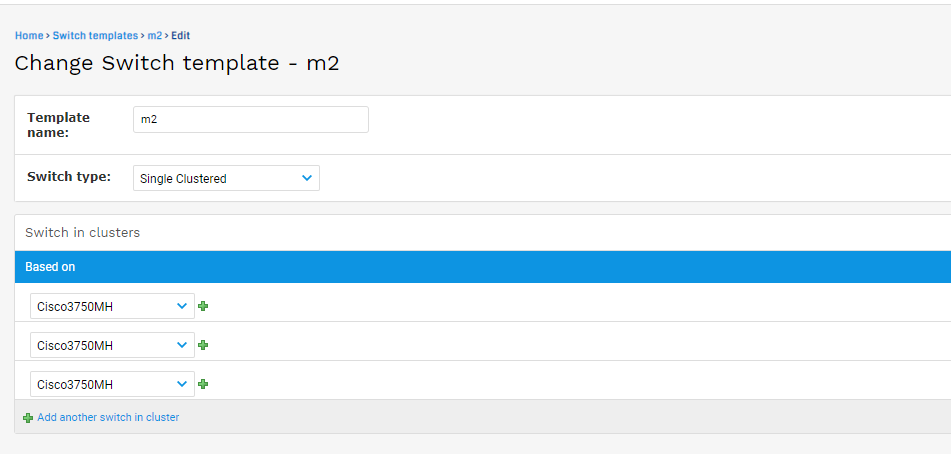 Home › Switch templates › m2 › Edit
Change Switch template - m2
Template
name:
m2
Switch type:
Single Clustered
Switch in clusters
Based on
Cisco3750MH
Cisco3750MH
Cisco3750MH
Add another switch in cluster